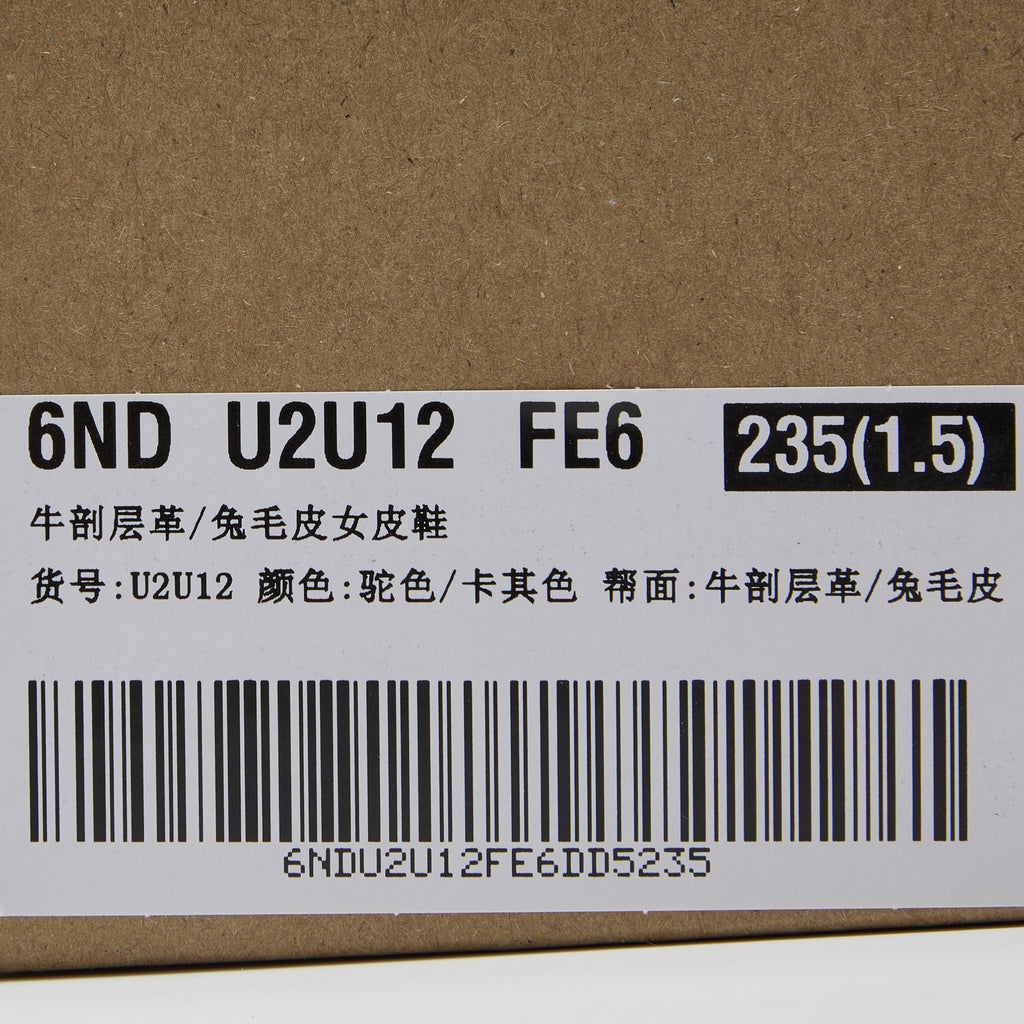 6ND U2U12 FE6 235(1.5)
牛剖层革/兔毛皮女皮鞋
货号:U2U12 颜色:驼色/卡其色 帮面:牛剖层革/兔毛皮
6NDU2U12FE6DD5235